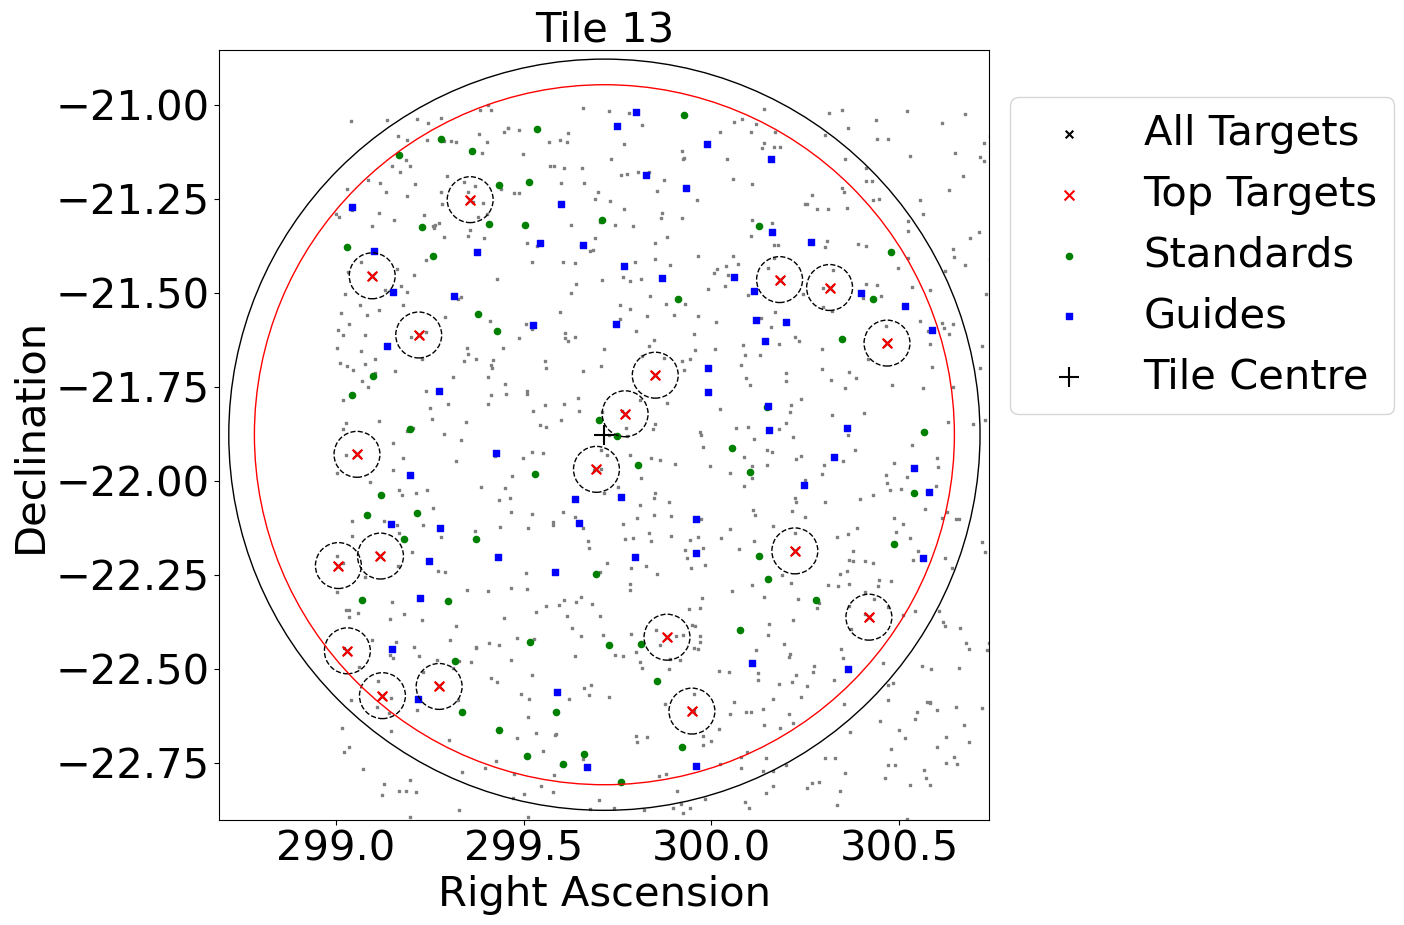 Tile 13
−21.00
−21.25
−21.50
−21.75
−22.00
−22.25
−22.50
−22.75
Declination
299.0
299.5
300.0
300.5
Right Ascension
All Targets
Top Targets
Standards
Guides
Tile Centre